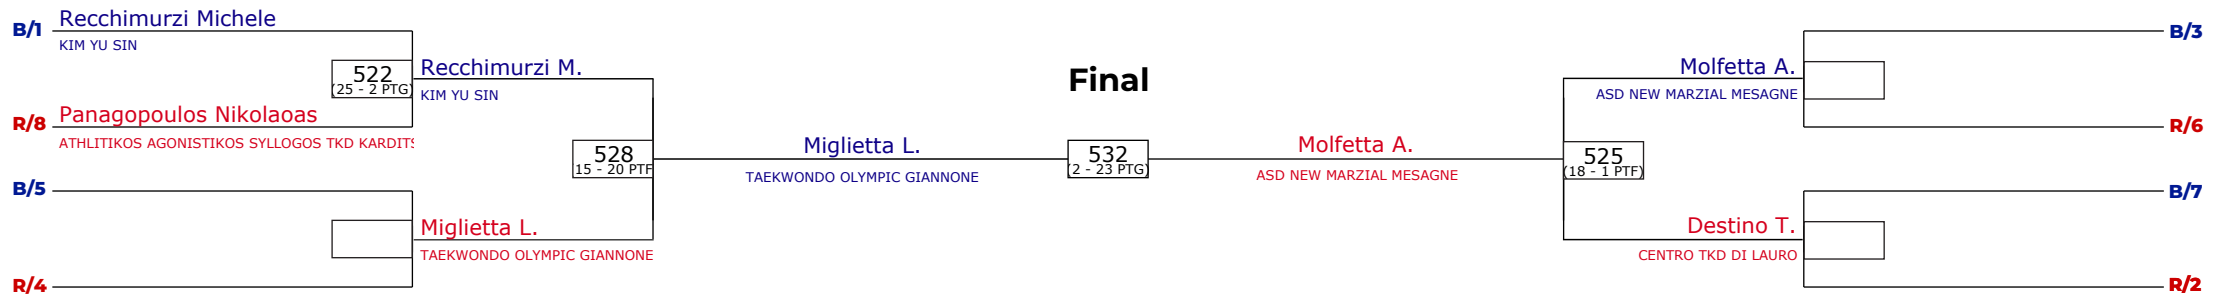 B/1
Recchimurzi Michele
KIM YU SIN
522
(25 - 2 PTG)
R/8
Panagopoulos Nikolaoas
ATHLITIKOS AGONISTIKOS SYLLOGOS TKD KARDITS
Recchimurzi M.
KIM YU SIN
528
15 - 20 PTF
B/5
R/4
Miglietta L.
TAEKWONDO OLYMPIC GIANNONE
Miglietta L.
TAEKWONDO OLYMPIC GIANNONE
Final
532
(2 - 23 PTG)
Molfetta A.
ASD NEW MARZIAL MESAGNE
525
(18 - 1 PTF)
Molfetta A.
ASD NEW MARZIAL MESAGNE
Destino T.
CENTRO TKD DI LAURO
B/3
R/6
B/7
R/2